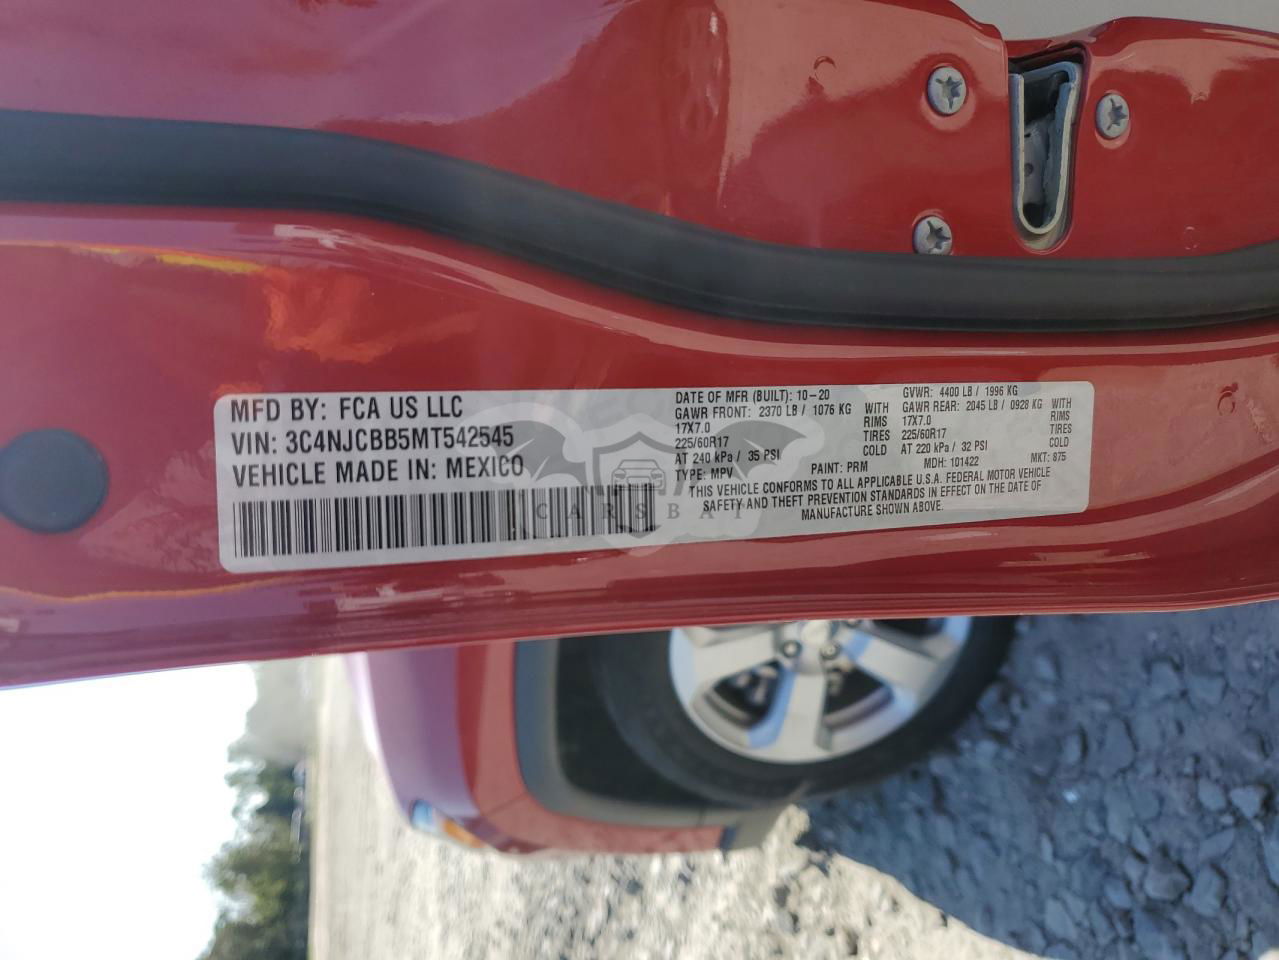 MFD BY: FCA US LLC
VIN: 3C4NJCBB5MT542545
VEHICLE MADE IN: MEXICO
DATE OF MFR (BUILT): 10-20
GVWR: 4400 LB / 1996 KG
GAWR FRONT: 2370 LB / 1076 KG WITH
GAWR REAR: 2045 LB / 0928 KG WITH
17X7.0 RIMS
17X7.0 RIMS
225/60R17 TIRES
225/60R17 TIRES
AT 240 kPa / 35 PSI COLD
AT 220 kPa / 32 PSI COLD
TYPE: MPV PAINT: PRM MDH: 101422 MKT: 875
THIS VEHICLE CONFORMS TO ALL APPLICABLE U.S.A. FEDERAL MOTOR VEHICLE
SAFETY AND THEFT PREVENTION STANDARDS IN EFFECT ON THE DATE OF
MANUFACTURE SHOWN ABOVE.
CARSBAT